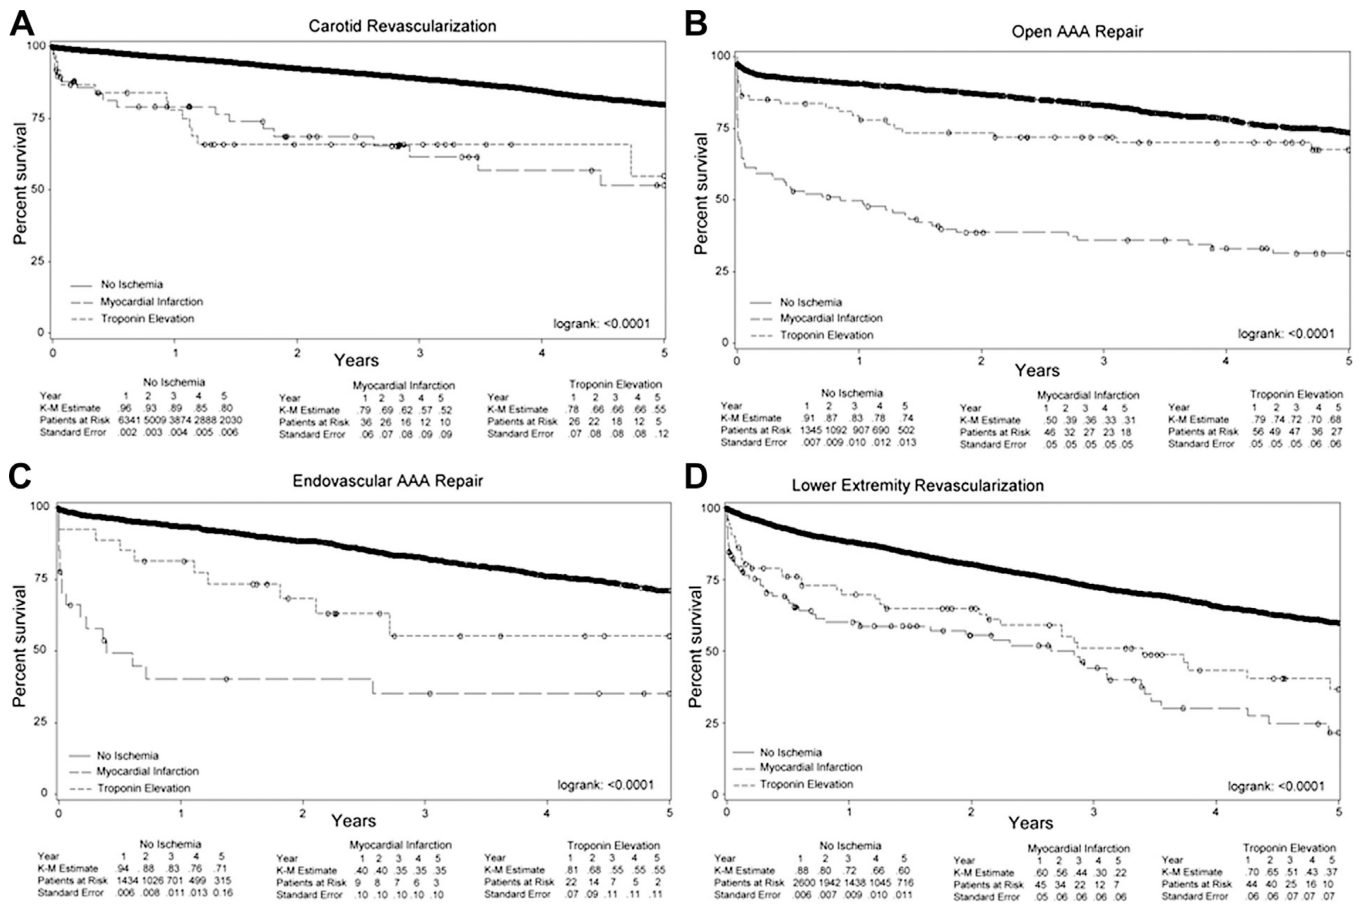 A
Carotid Revascularization
100
75
50
25
0
Percent survival
No Ischemia
Myocardial Infarction
Troponin Elevation
logrank: <0.0001
0 1 2 3 4 5
Years
No Ischemia
Year 1 2 3 4 5
K-M Estimate .96 .93 .89 .85 .80
Patients at Risk 6341 5009 3874 2888 2030
Standard Error .002 .003 .004 .005 .006
Myocardial Infarction
1 2 3 4 5
.79 .69 .62 .57 .52
36 26 16 12 10
.06 .07 .08 .09 .09
Troponin Elevation
Year 1 2 3 4 5
K-M Estimate .78 .66 .66 .66 .55
Patients at Risk 26 22 18 12 5
Standard Error .07 .08 .08 .08 .12
B
Open AAA Repair
100
75
50
25
0
Percent survival
No Ischemia
Myocardial Infarction
Troponin Elevation
logrank: <0.0001
0 1 2 3 4 5
Years
No Ischemia
Year 1 2 3 4 5
K-M Estimate 91 .87 .83 .78 .74
Patients at Risk 1345 1092 907 690 502
Standard Error .007 .009 .010 .012 .013
Myocardial Infarction
Year 1 2 3 4 5
K-M Estimate .50 .39 .36 .33 .31
Patients at Risk 46 32 27 23 18
Standard Error .05 .05 .05 .05 .05
Troponin Elevation
Year 1 2 3 4 5
K-M Estimate .79 .74 .72 .70 .68
Patients at Risk 56 49 47 36 27
Standard Error .05 .05 .05 .06 .06
C
Endovascular AAA Repair
100
75
50
25
0
Percent survival
No Ischemia
Myocardial Infarction
Troponin Elevation
logrank: <0.0001
0 1 2 3 4 5
Years
No Ischemia
Year 1 2 3 4 5
K-M Estimate .94 .88 .83 .76 .71
Patients at Risk 1434 1026 701 499 315
Standard Error .006 .008 .011 .013 0.16
Myocardial Infarction
Year 1 2 3 4 5
K-M Estimate .40 .40 .35 .35 .35
Patients at Risk 9 8 7 6 3
Standard Error .10 .10 .10 .10 .10
Troponin Elevation
Year 1 2 3 4 5
K-M Estimate .81 .68 .55 .55 .55
Patients at Risk 22 14 7 5 2
Standard Error .07 .09 .11 .11 .11
D
Lower Extremity Revascularization
100
75
50
25
0
Percent survival
No Ischemia
Myocardial Infarction
Troponin Elevation
logrank: <0.0001
0 1 2 3 4 5
Years
No Ischemia
Year 1 2 3 4 5
K-M Estimate .88 .80 .72 .66 .60
Patients at Risk 2600 1942 1438 1045 716
Standard Error .006 .007 .009 .010 .011
Myocardial Infarction
Year 1 2 3 4 5
K-M Estimate .60 .56 .44 .30 .22
Patients at Risk 45 34 22 12 7
Standard Error .05 .06 .06 .06 .06
Troponin Elevation
Year 1 2 3 4 5
K-M Estimate .70 .65 .51 .43 .37
Patients at Risk 44 40 25 16 10
Standard Error .06 .06 .07 .07 .07